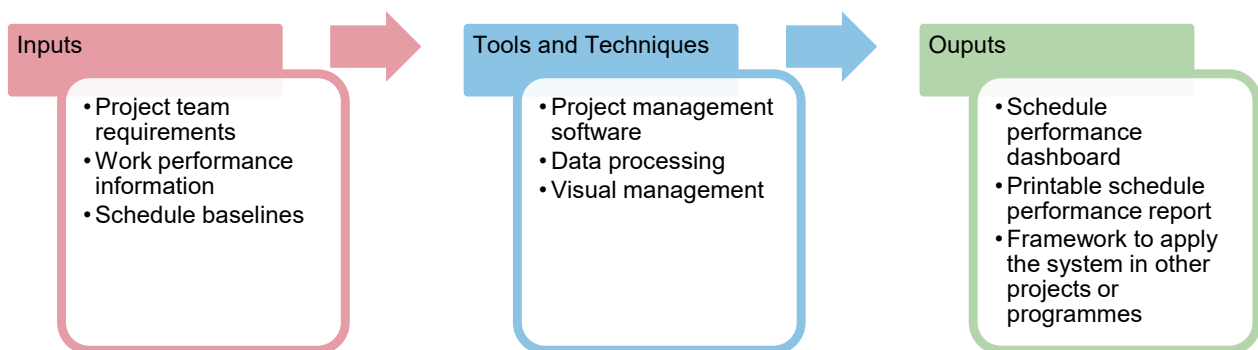 Inputs
• Project team
requirements
• Work performance
information
• Schedule baselines
Tools and Techniques
• Project management
software
• Data processing
• Visual management
Ouputs
• Schedule
performance
dashboard
• Printable schedule
performance report
• Framework to apply
the system in other
projects or
programmes